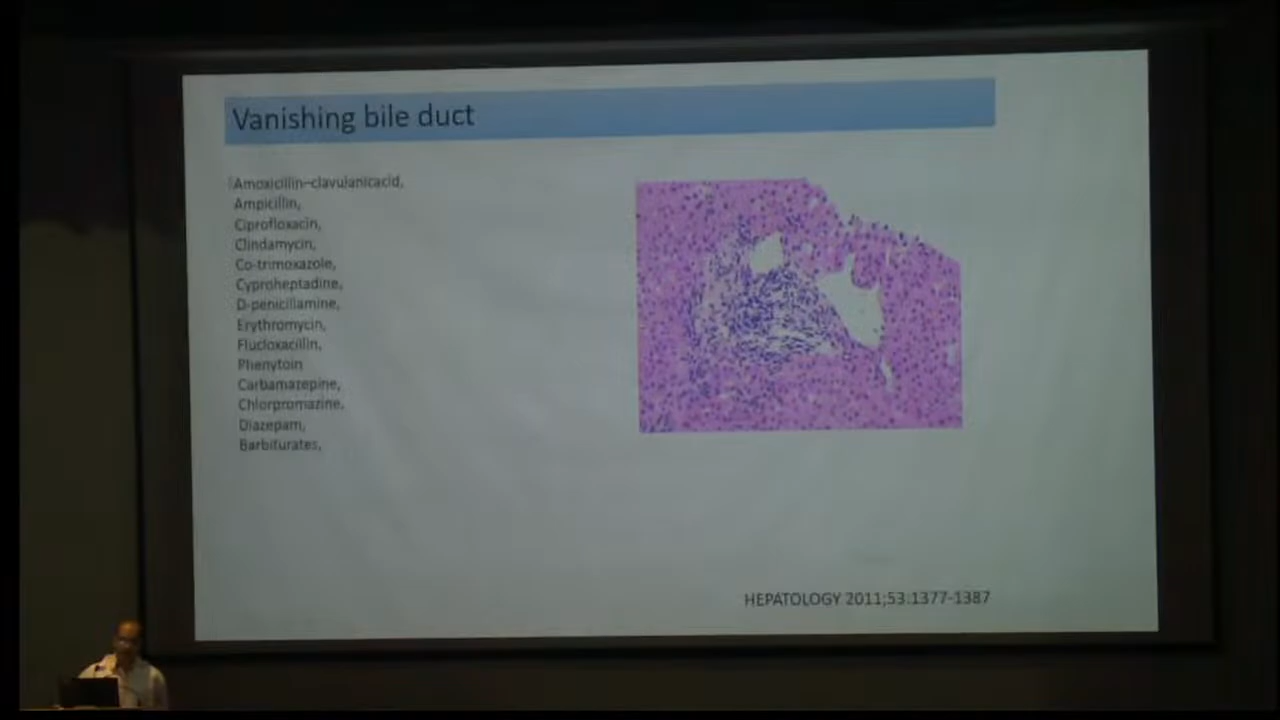 Vanishing bile duct
Amoxicillin–clavulanicacid,
Ampicillin,
Ciprofloxacin,
Clindamycin,
Co-trimoxazole,
Cyproheptadine,
D-penicillamine,
Erythromycin,
Flucloxacillin,
Phenytoin
Carbamazepine,
Chlorpromazine,
Diazepam,
Barbiturates,
HEPATOLOGY 2011;53:1377-1387